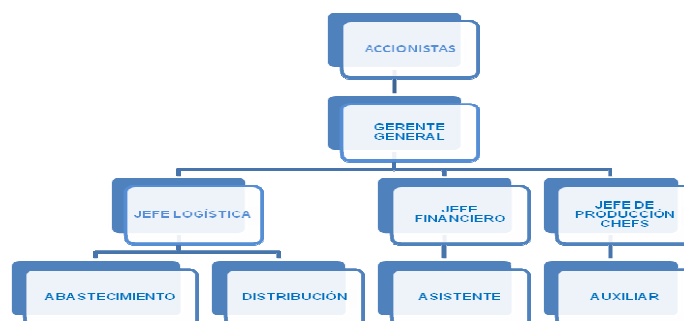 ACCIONISTAS
GERENTE
GENERAL
JEFE LOGÍSTICA
JEFE
FINANCIERO
JEFE DE
PRODUCCIÓN
CHEFS
ABASTECIMIENTO
DISTRIBUCIÓN
ASISTENTE
AUXILIAR